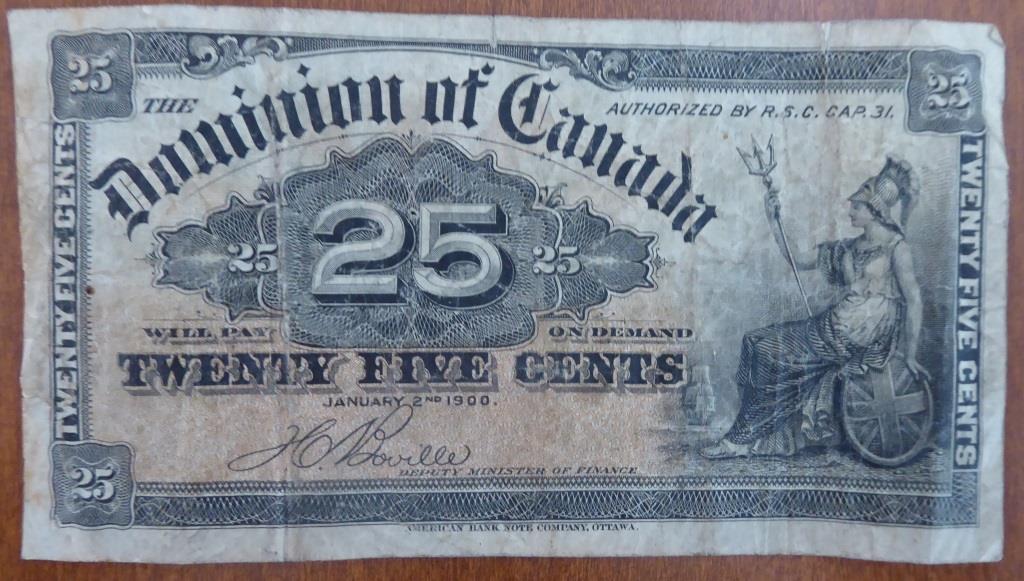 25
25
THE
Dominion of Canada
AUTHORIZED BY R.S.C. CAP. 31.
TWENTY FIVE CENTS
25
25
25
TWENTY FIVE CENTS
WILL PAY
ON DEMAND
TWENTY FIVE CENTS
JANUARY 2ND 1900.
H C Boville
DEPUTY MINISTER OF FINANCE
25
AMERICAN BANK NOTE COMPANY, OTTAWA.